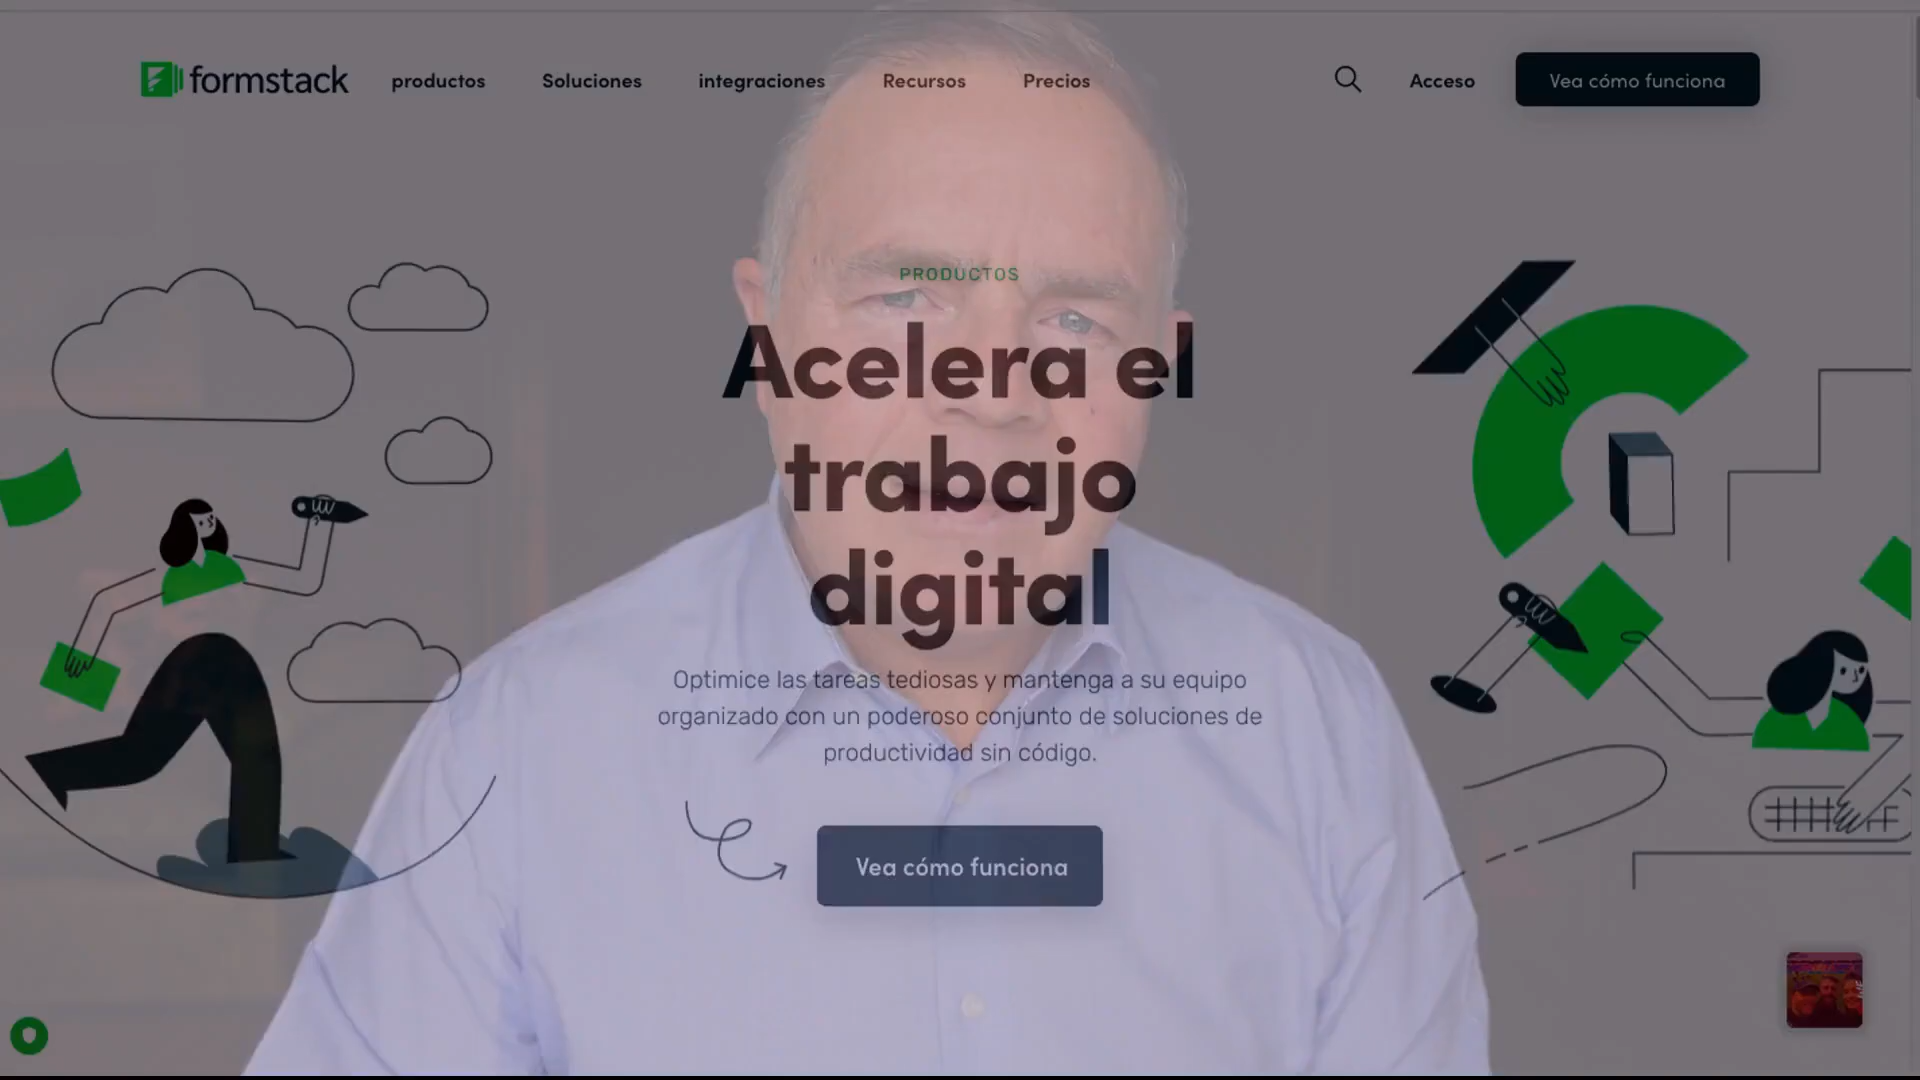 formstack productos Soluciones integraciones Recursos Precios Acceso Vea cómo funciona
PRODUCTOS
Acelera el
trabajo
digital
Optimice las tareas tediosas y mantenga a su equipo
organizado con un poderoso conjunto de soluciones de
productividad sin código.
Vea cómo funciona